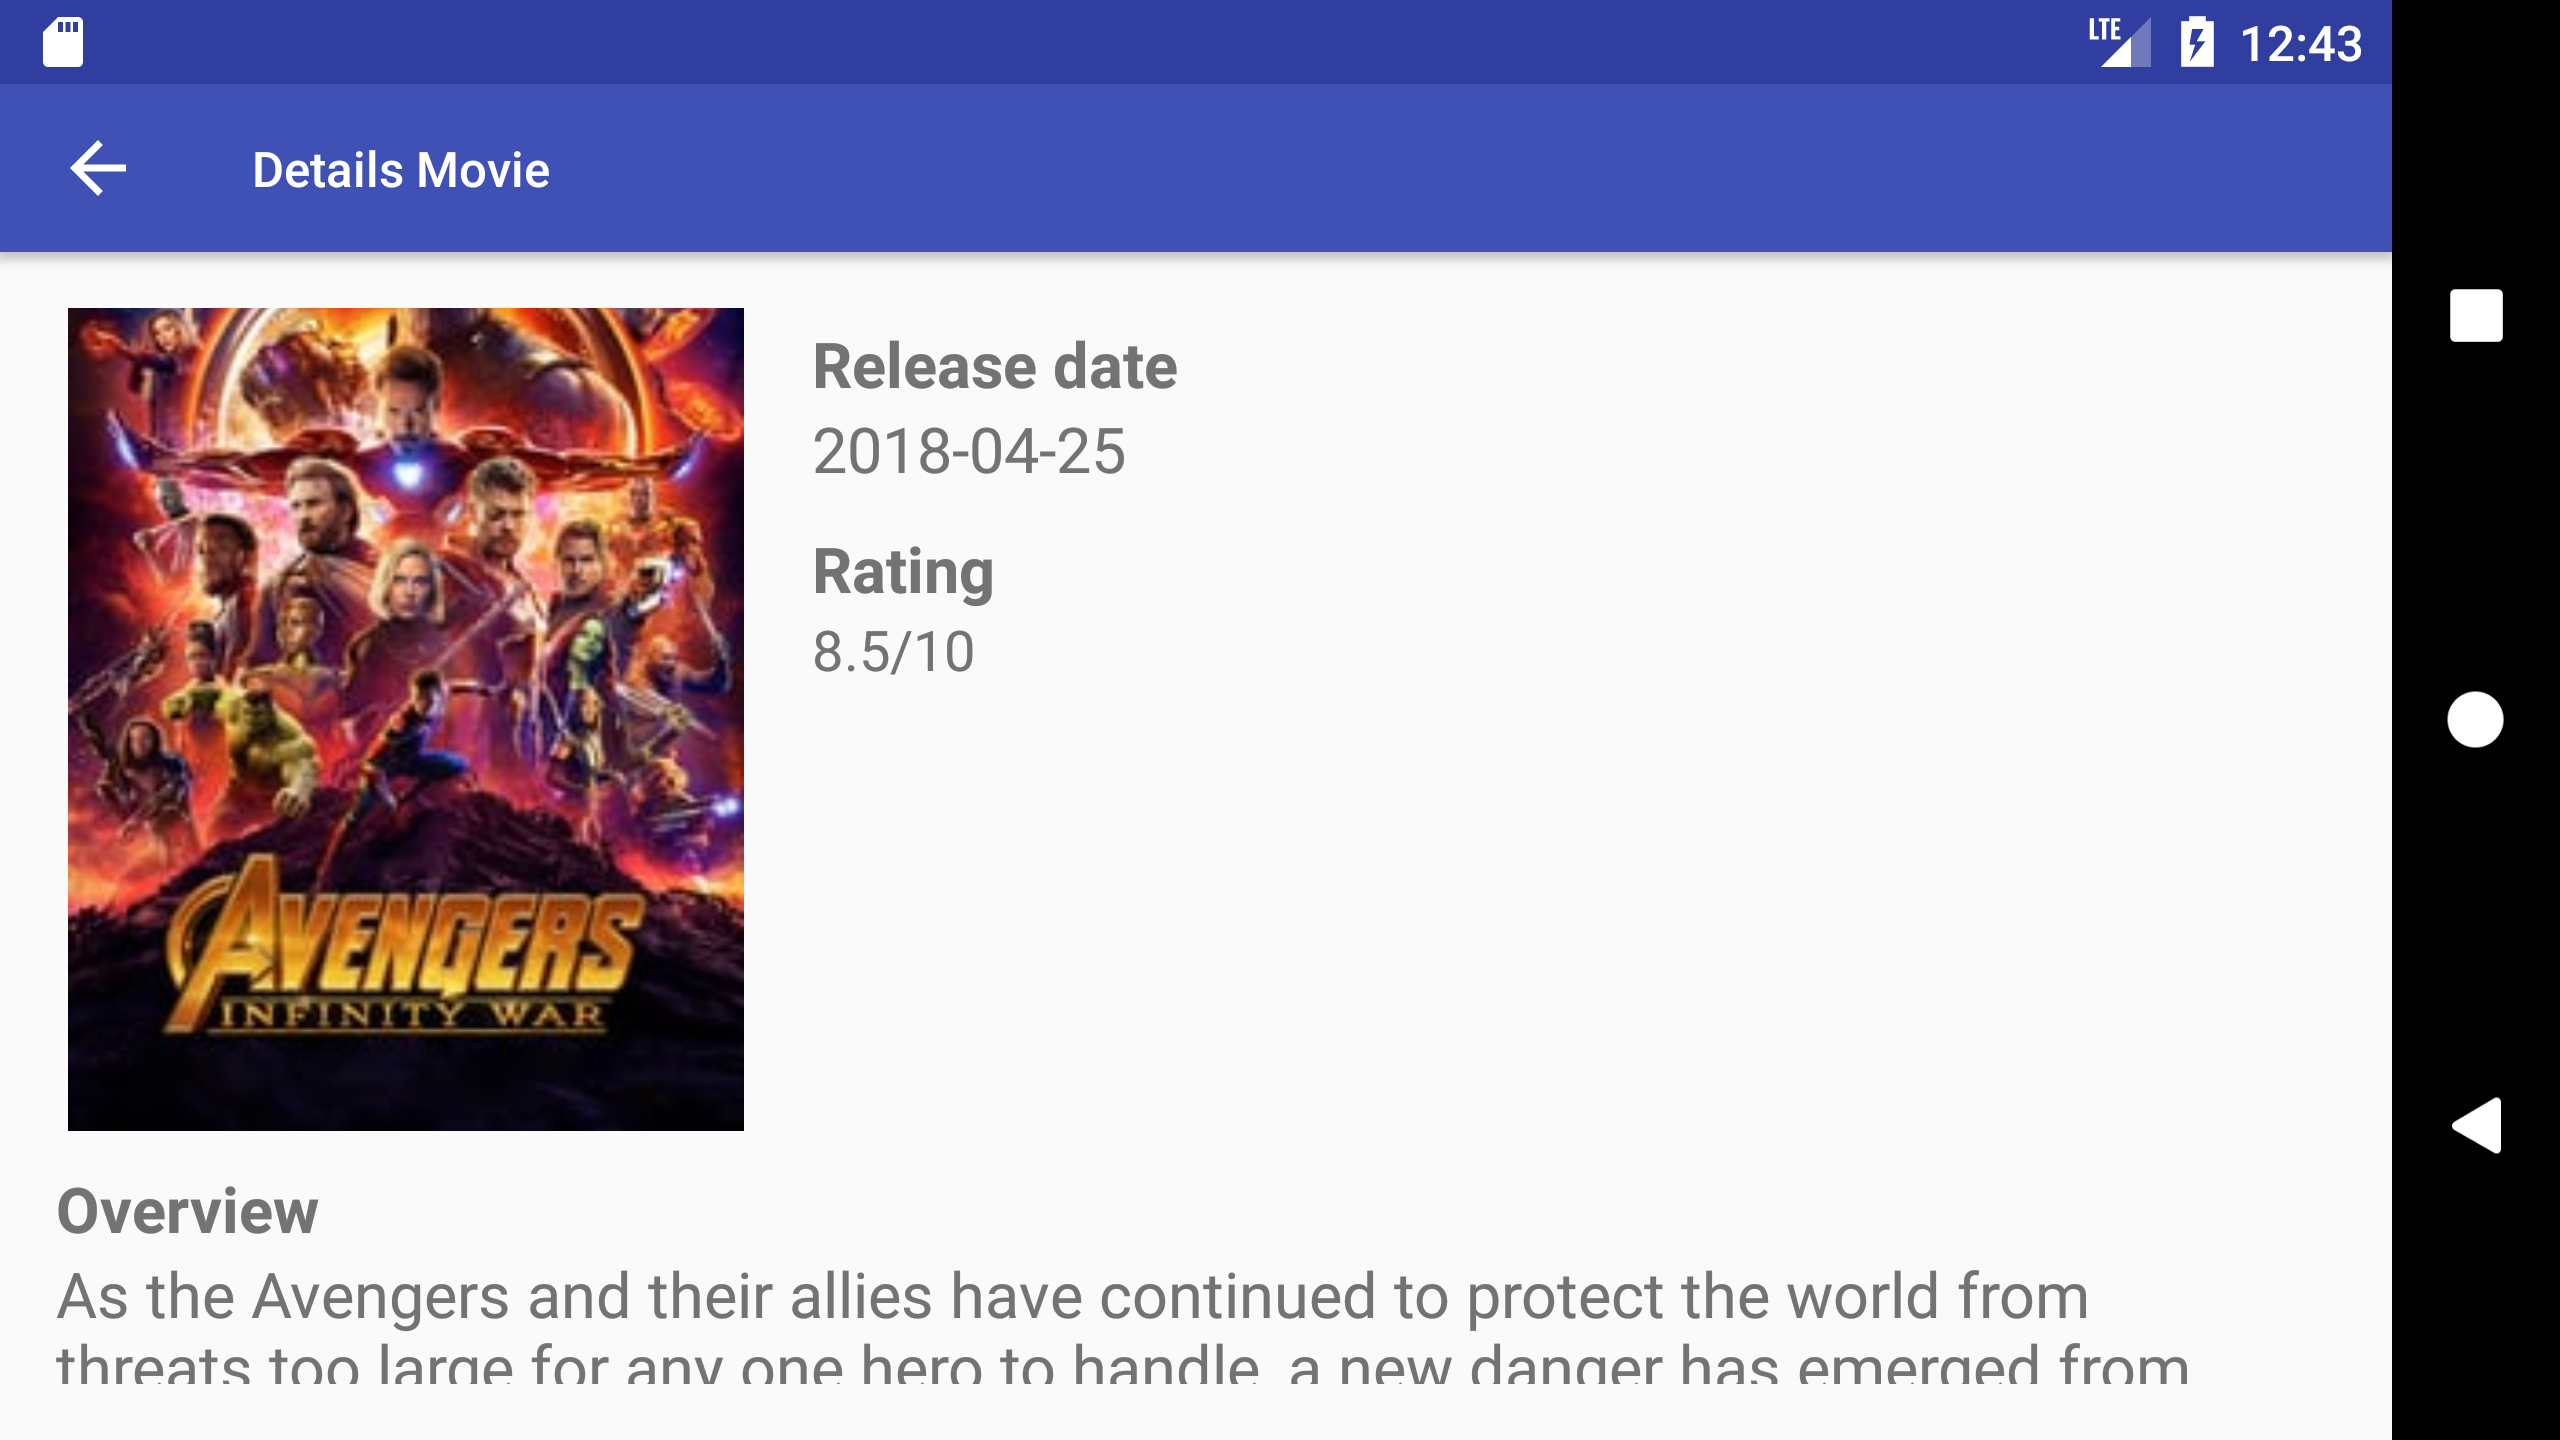 LTE 12:43
Details Movie
Release date
2018-04-25
Rating
8.5/10
AVENGERS
INFINITY WAR
Overview
As the Avengers and their allies have continued to protect the world from
threats too large for any one hero to handle, a new danger has emerged from